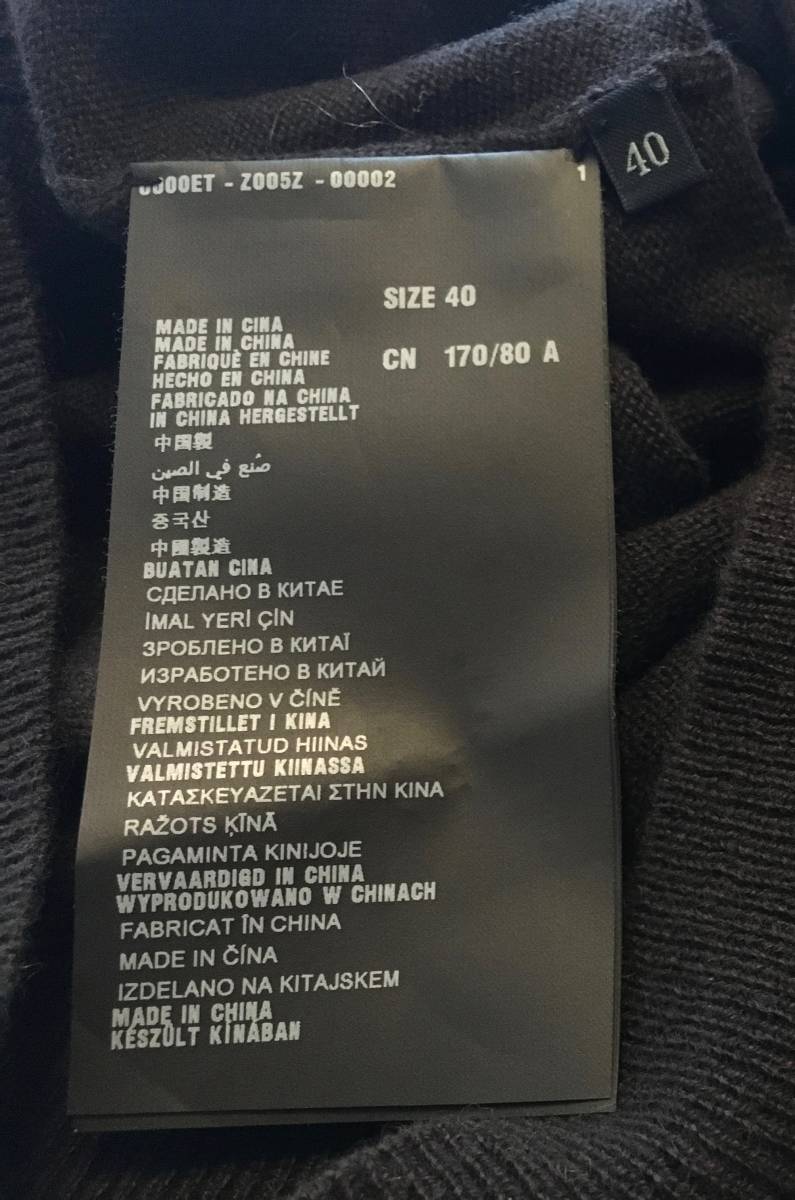 0000ET - Z005Z - 00002
1
40
SIZE 40
CN 170/80 A
MADE IN CINA
MADE IN CHINA
FABRIQUÈ EN CHINE
HECHO EN CHINA
FABRICADO NA CHINA
IN CHINA HERGESTELLT
中国製
صُنع في الصين
中国制造
중국산
中國製造
BUATAN CINA
СДЕЛАНО В КИТАЕ
İMAL YERİ ÇİN
ЗРОБЛЕНО В КИТАЇ
ИЗРАБОТЕНО В КИТАЙ
VYROBENO V ČÍNĚ
FREMSTILLET I KINA
VALMISTATUD HIINAS
VALMISTETTU KIINASSA
ΚΑΤΑΣΚΕΥΑΖΕΤΑΙ ΣΤΗΝ ΚΙΝΑ
RAŽOTS ĶĪNĀ
PAGAMINTA KINIJOJE
VERVAARDIGD IN CHINA
WYPRODUKOWANO W CHINACH
FABRICAT ÎN CHINA
MADE IN ČÍNA
IZDELANO NA KITAJSKEM
MADE IN CHINA
KÉSZÜLT KÍNÁBAN